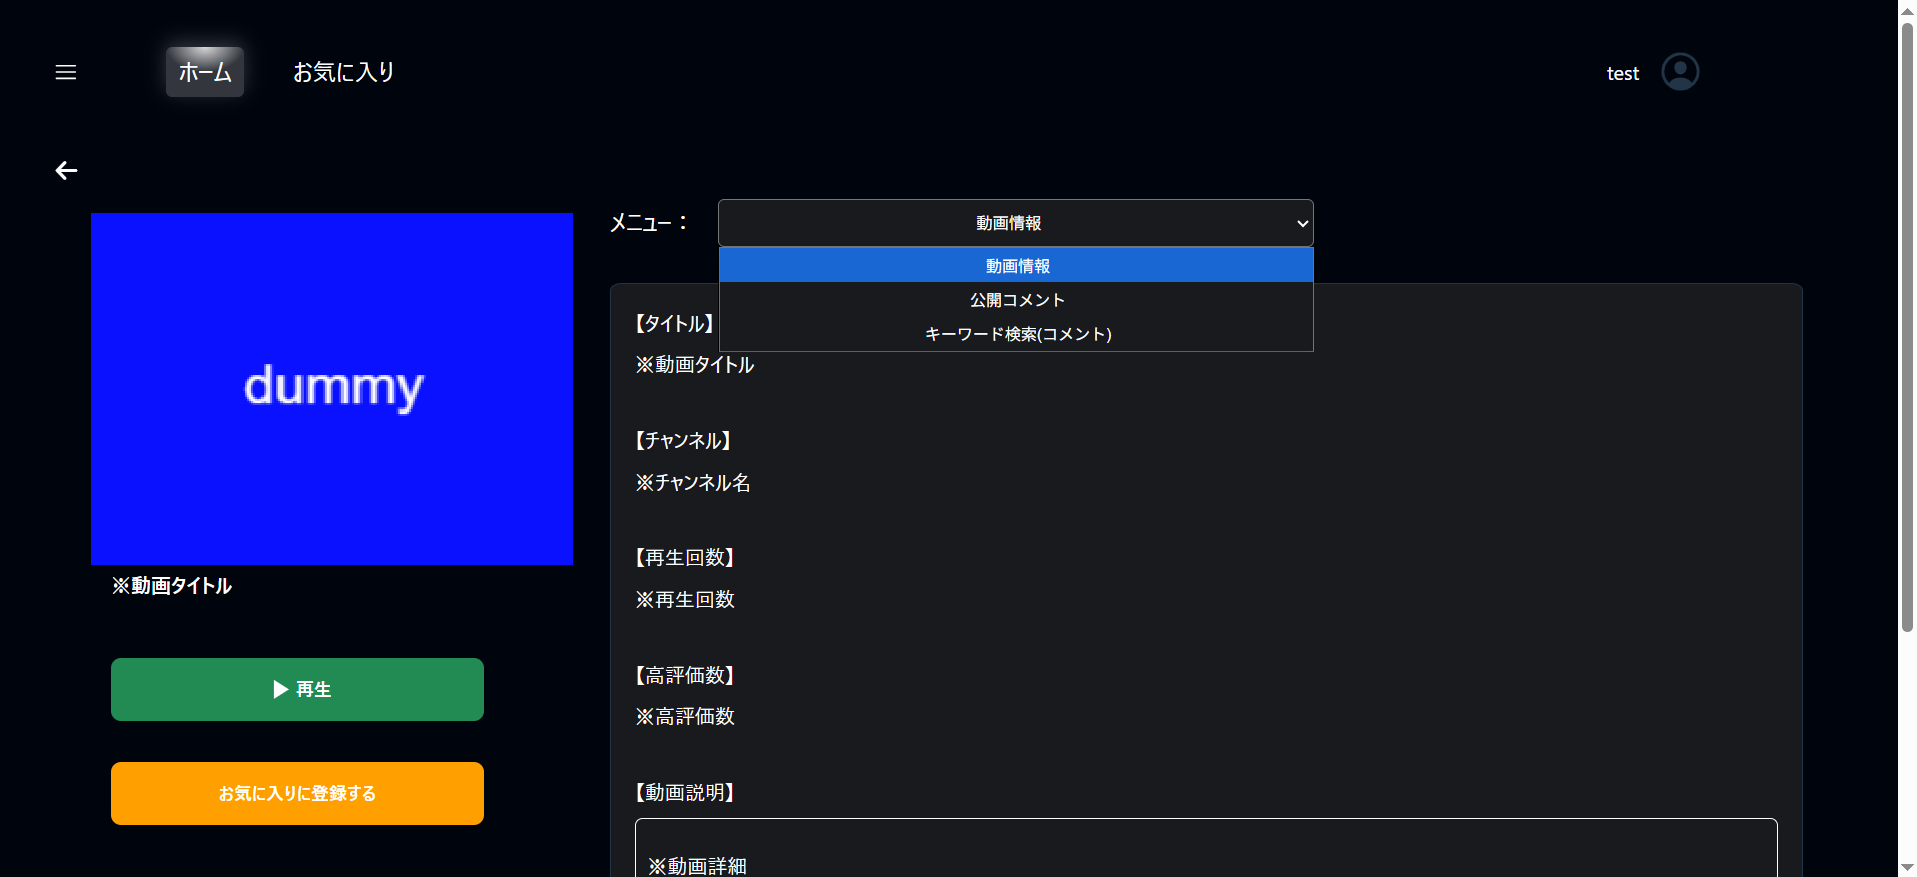 ホーム
お気に入り
test
dummy
※動画タイトル
▶ 再生
お気に入りに登録する
メニュー：
動画情報
動画情報
公開コメント
キーワード検索(コメント)
【タイトル】
※動画タイトル
【チャンネル】
※チャンネル名
【再生回数】
※再生回数
【高評価数】
※高評価数
【動画説明】
※動画詳細